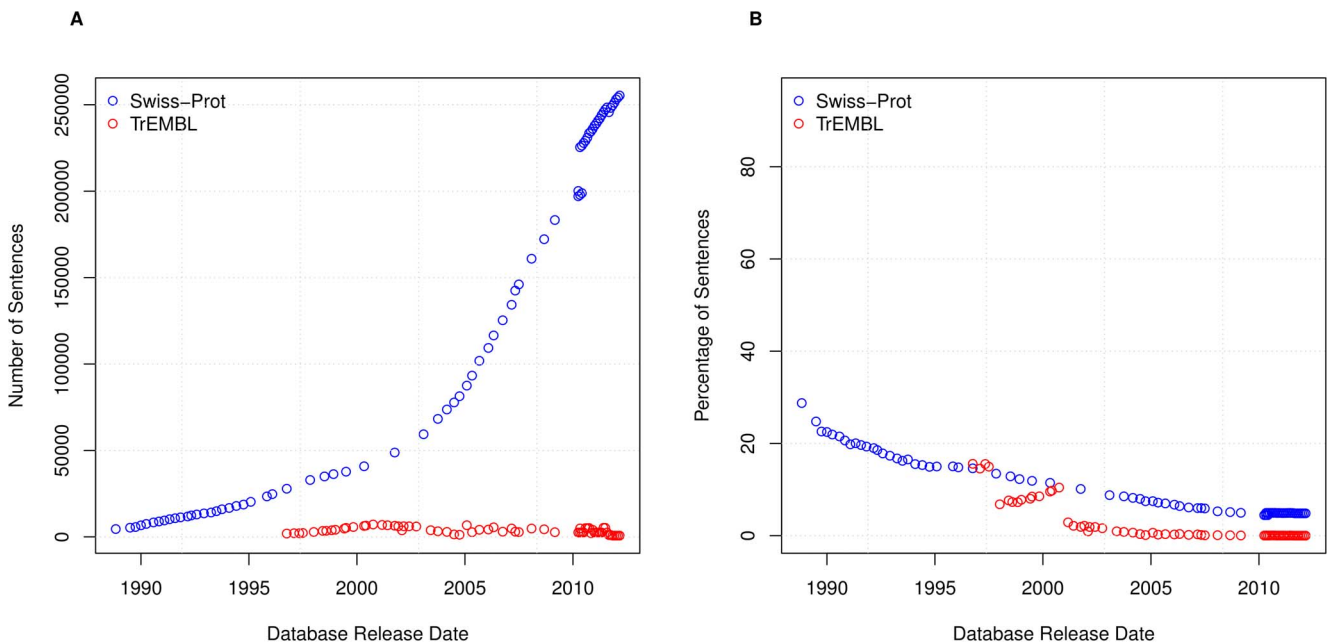 A
Swiss−Prot
TrEMBL
Number of Sentences
250000
200000
150000
100000
50000
0
1990 1995 2000 2005 2010
Database Release Date
B
Swiss−Prot
TrEMBL
Percentage of Sentences
80
60
40
20
0
1990 1995 2000 2005 2010
Database Release Date